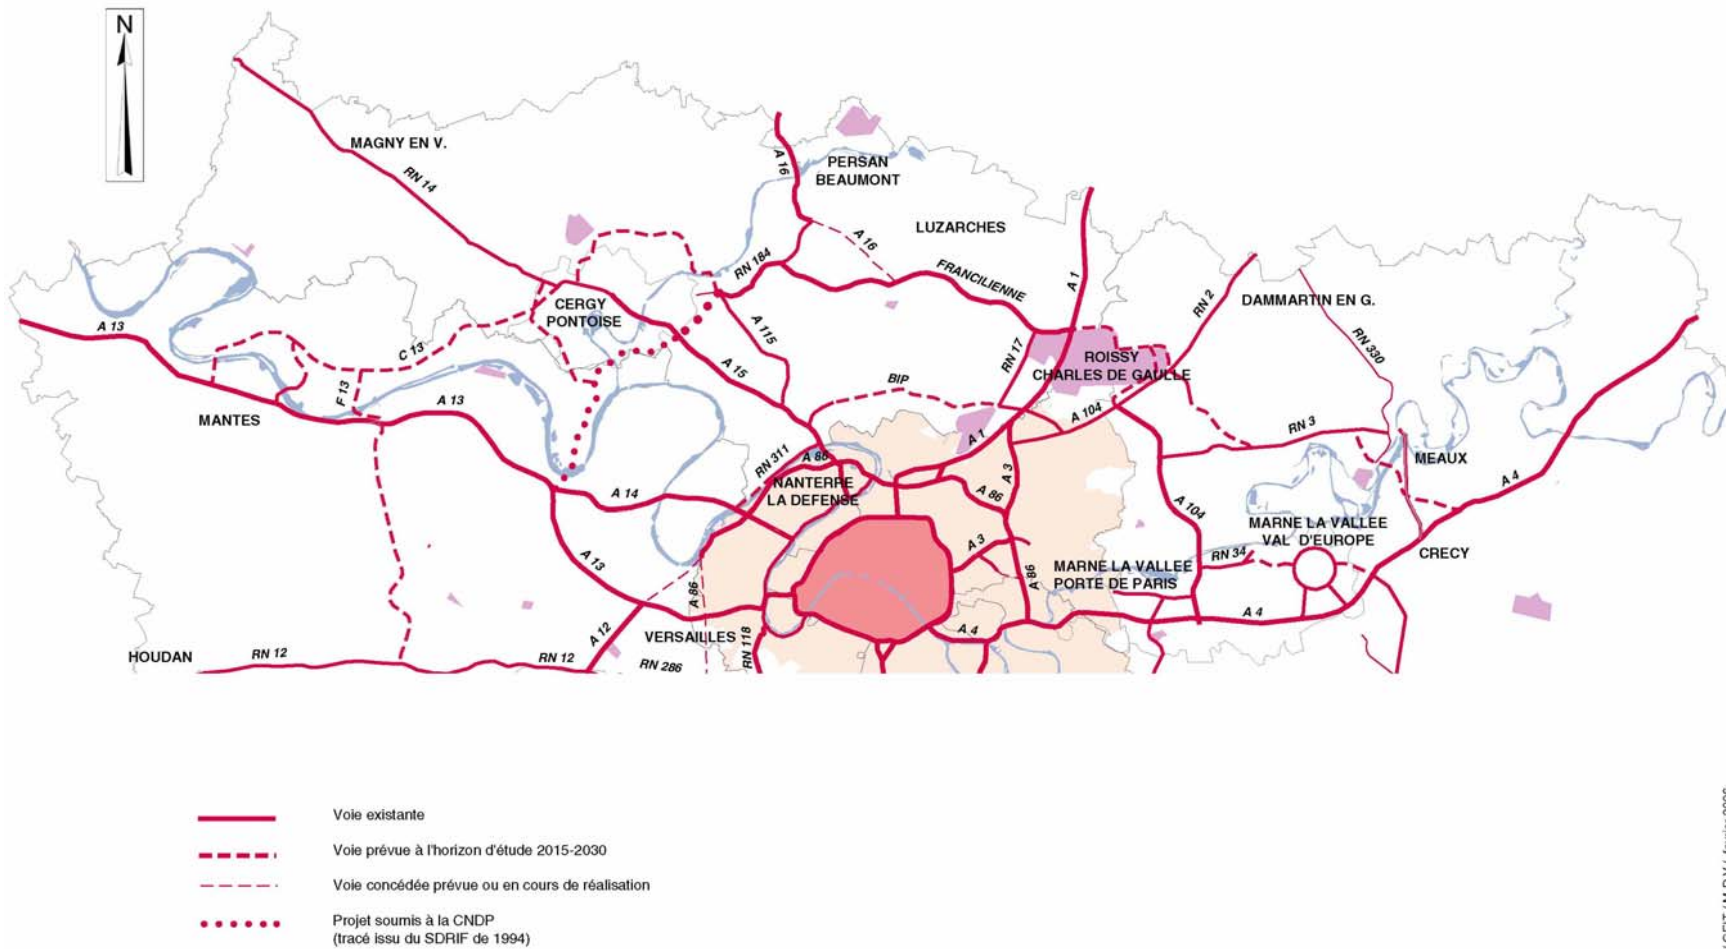 N
MAGNY EN V.
RN 14
A 16
PERSAN
BEAUMONT
LUZARCHES
A 16
RN 184
FRANCILIENNE
A 1
RN 2
DAMMARTIN EN G.
CERGY
PONTOISE
A 13
C 13
A 115
RN 17
ROISSY
CHARLES DE GAULLE
RN 330
A 15
F 13
A 13
BIP
A 104
MANTES
RN 3
MEAUX
A 1
RN 311
A 86
A 3
NANTERRE
LA DEFENSE
A 14
A 86
A 104
A 4
MARNE LA VALLEE
VAL D'EUROPE
CRECY
A 13
A 3
MARNE LA VALLEE
PORTE DE PARIS
RN 34
A 86
A 86
A 4
A 12
VERSAILLES
RN 118
A 4
HOUDAN
RN 12
RN 12
RN 286
Voie existante
Voie prévue à l'horizon d'étude 2015-2030
Voie concédée prévue ou en cours de réalisation
Projet soumis à la CNDP
(tracé issu du SDRIF de 1994)